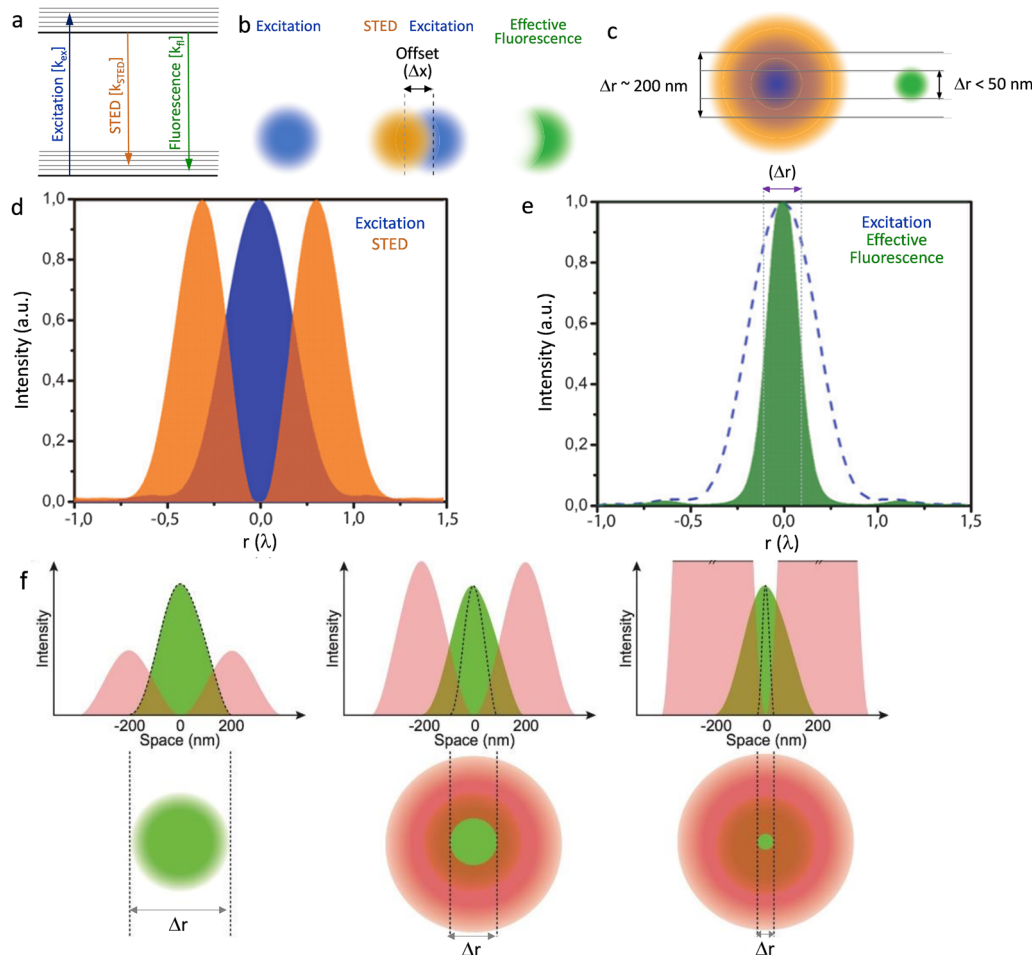 a
Excitation [kex]
STED [kSTED]
Fluorescence [kfl]
b
Excitation
STED Excitation
Offset
(Δx)
Effective
Fluorescence
c
Δr ~ 200 nm
Δr < 50 nm
d
1,0
0,8
0,6
0,4
0,2
0,0
Intensity (a.u.)
Excitation
STED
-1,0 -0,5 0,0 1,0 1,5
r (λ)
e
(Δr)
1,0
0,8
0,6
0,4
0,2
0,0
Intensity (a.u.)
Excitation
Effective
Fluorescence
-1,0 -0,5 0,0 1,0 1,5
r (λ)
f
Intensity
-200 0 200
Space (nm)
Δr
Intensity
-200 0 200
Space (nm)
Δr
Intensity
-200 0 200
Space (nm)
Δr